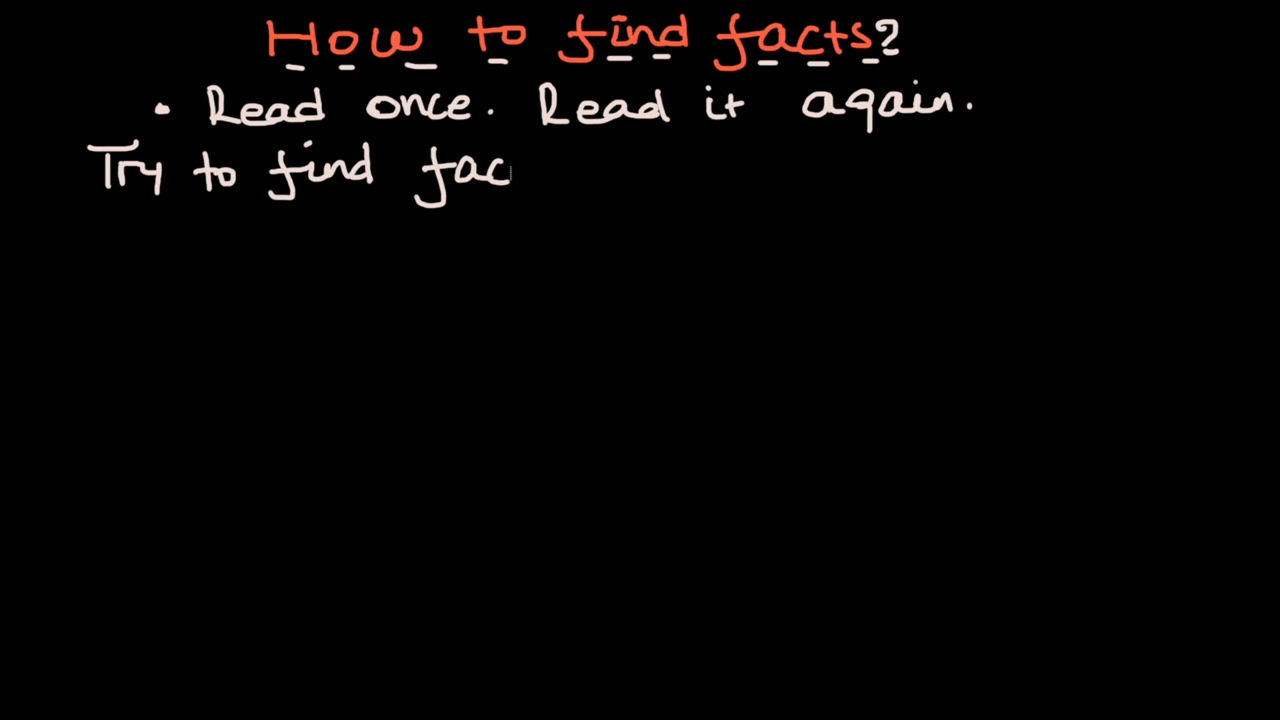 How to find facts?
• Read once. Read it again.
Try to find fac